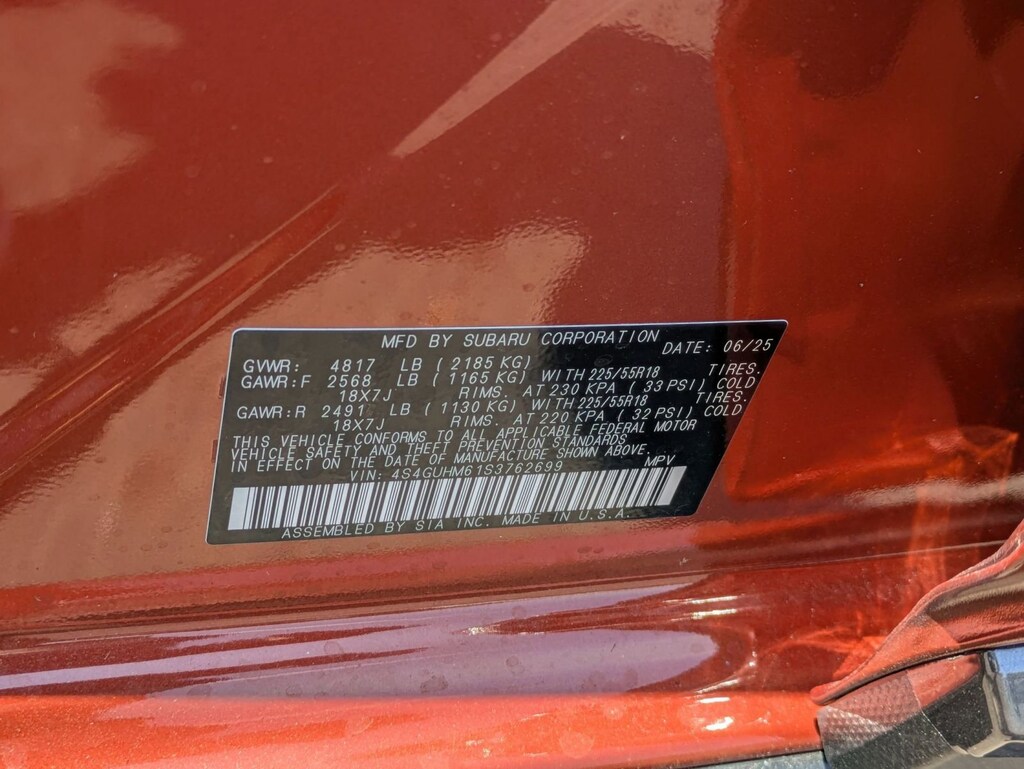 MFD BY SUBARU CORPORATION DATE: 06/25
GVWR: 4817 LB ( 2185 KG)
GAWR:F 2568 LB ( 1165 KG) WITH 225/55R18 TIRES.
18X7J RIMS. AT 230 KPA ( 33 PSI) COLD
GAWR:R 2491 LB ( 1130 KG) WITH 225/55R18 TIRES.
18X7J RIMS. AT 220 KPA ( 32 PSI) COLD
THIS VEHICLE CONFORMS TO ALL APPLICABLE FEDERAL MOTOR
VEHICLE SAFETY AND THEFT PREVENTION STANDARDS
IN EFFECT ON THE DATE OF MANUFACTURE SHOWN ABOVE.
VIN: 4S4GUHM61S3762699 MPV
ASSEMBLED BY SIA INC. MADE IN U.S.A.